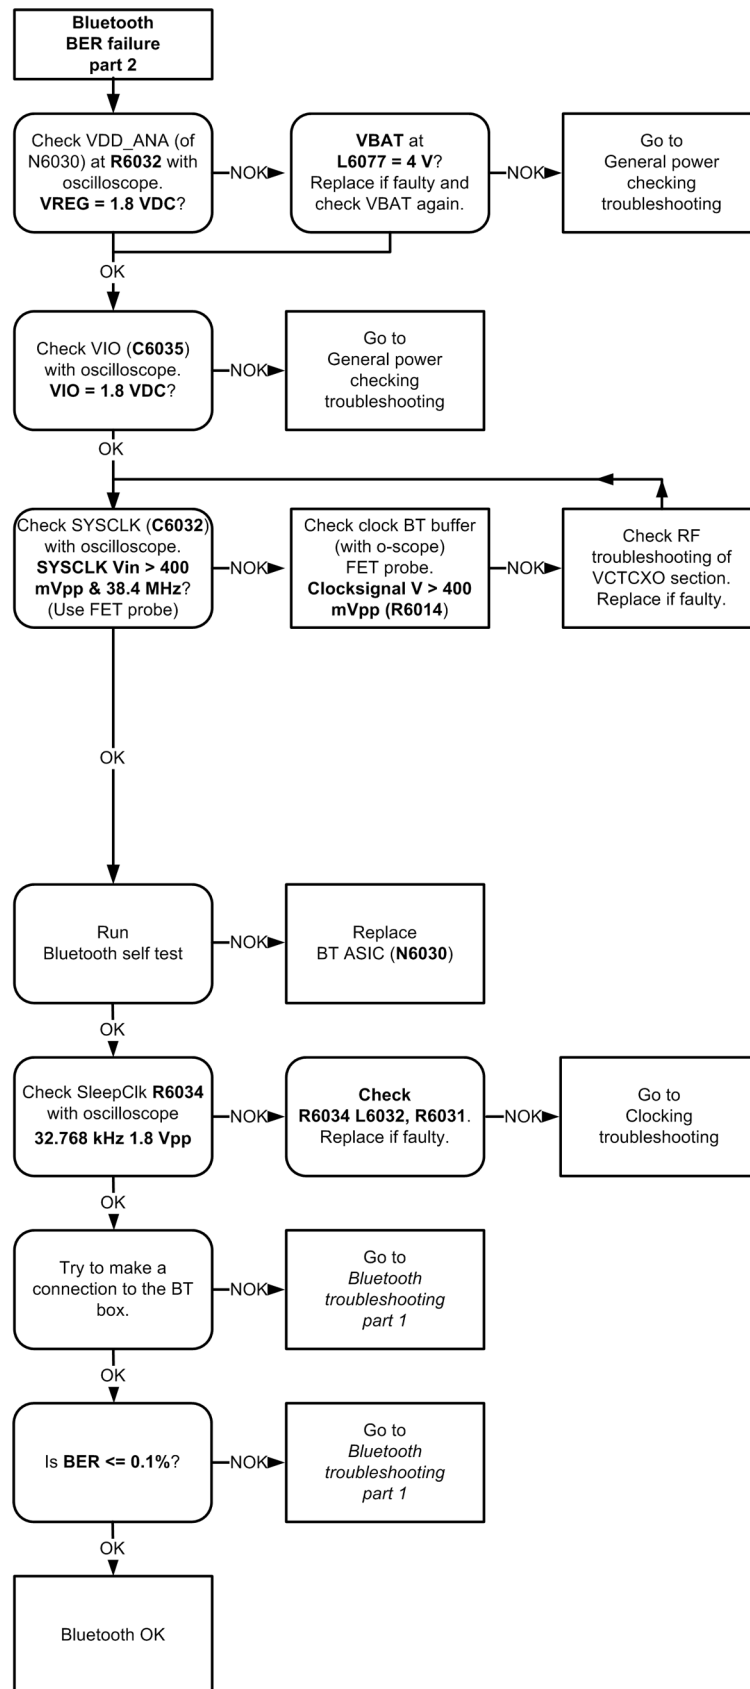 Bluetooth
BER failure
part 2
Check VDD_ANA (of
N6030) at R6032 with
oscilloscope.
VREG = 1.8 VDC?
NOK
VBAT at
L6077 = 4 V?
Replace if faulty and
check VBAT again.
NOK
Go to
General power
checking
troubleshooting
OK
Check VIO (C6035)
with oscilloscope.
VIO = 1.8 VDC?
NOK
Go to
General power
checking
troubleshooting
OK
Check SYSCLK (C6032)
with oscilloscope.
SYSCLK Vin > 400
mVpp & 38.4 MHz?
(Use FET probe)
NOK
Check clock BT buffer
(with o-scope)
FET probe.
Clocksignal V > 400
mVpp (R6014)
NOK
Check RF
troubleshooting of
VCTCXO section.
Replace if faulty.
OK
Run
Bluetooth self test
NOK
Replace
BT ASIC (N6030)
OK
Check SleepClk R6034
with oscilloscope
32.768 kHz 1.8 Vpp
NOK
Check
R6034 L6032, R6031.
Replace if faulty.
NOK
Go to
Clocking
troubleshooting
OK
Try to make a
connection to the BT
box.
NOK
Go to
Bluetooth
troubleshooting
part 1
OK
Is BER <= 0.1%?
NOK
Go to
Bluetooth
troubleshooting
part 1
OK
Bluetooth OK